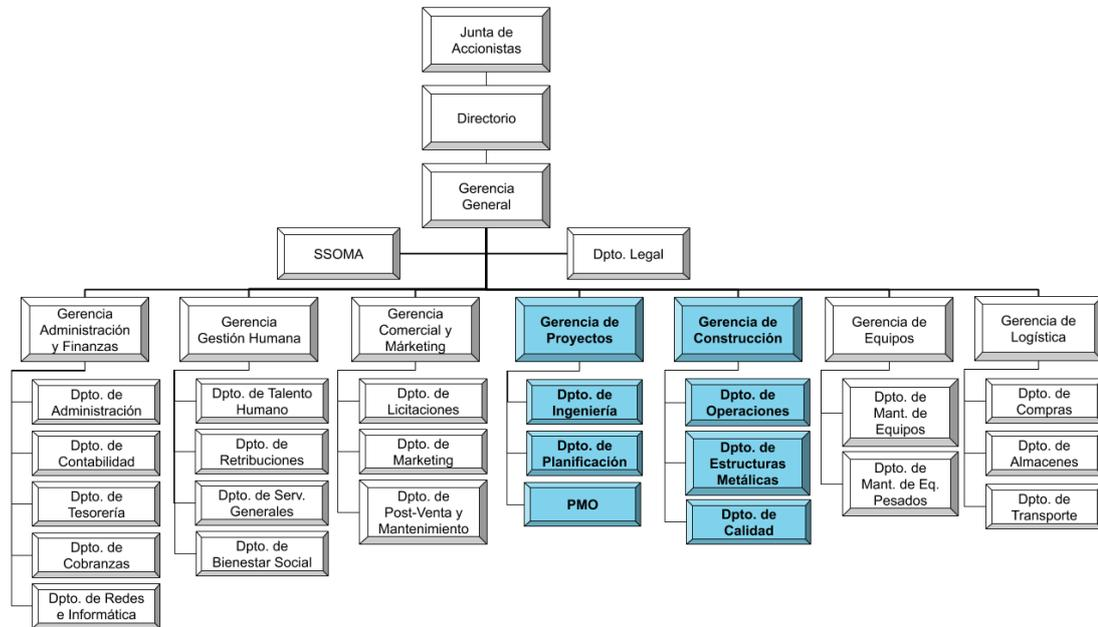 Junta de
Accionistas
Directorio
Gerencia
General
SSOMA
Dpto. Legal
Gerencia
Administración
y Finanzas
Gerencia
Gestión Humana
Gerencia
Comercial y
Márketing
Gerencia de
Proyectos
Gerencia de
Construcción
Gerencia de
Equipos
Gerencia de
Logística
Dpto. de
Administración
Dpto. de
Contabilidad
Dpto. de
Tesorería
Dpto. de
Cobranzas
Dpto. de Redes
e Informática
Dpto. de Talento
Humano
Dpto. de
Retribuciones
Dpto. de Serv.
Generales
Dpto. de
Bienestar Social
Dpto. de
Licitaciones
Dpto. de
Marketing
Dpto. de
Post-Venta y
Mantenimiento
Dpto. de
Ingeniería
Dpto. de
Planificación
PMO
Dpto. de
Operaciones
Dpto. de
Estructuras
Metálicas
Dpto. de
Calidad
Dpto. de
Mant. de
Equipos
Dpto. de
Mant. de Eq.
Pesados
Dpto. de
Compras
Dpto. de
Almacenes
Dpto. de
Transporte